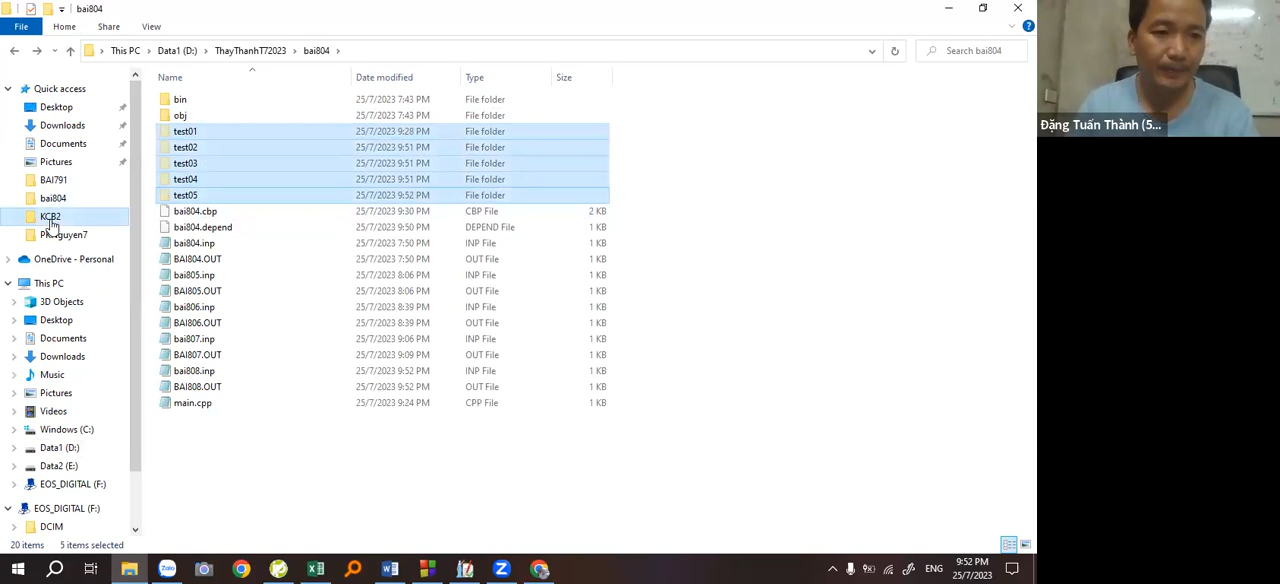 bai804
File
Home
Share
View
This PC
Data1 (D:)
ThayThanhT72023
bai804
Search bai804
Name
Date modified
Type
Size
Quick access
Desktop
Downloads
Documents
Pictures
BAI791
bai804
KCB2
OneDrive - Personal
This PC
3D Objects
Desktop
Documents
Downloads
Music
Pictures
Videos
Windows (C:)
Data1 (D:)
Data2 (E:)
EOS_DIGITAL (F:)
EOS_DIGITAL (F:)
DCIM
bin 25/7/2023 7:43 PM File folder
obj 25/7/2023 7:43 PM File folder
test01 25/7/2023 9:28 PM File folder
test02 25/7/2023 9:51 PM File folder
test03 25/7/2023 9:51 PM File folder
test04 25/7/2023 9:51 PM File folder
test05 25/7/2023 9:52 PM File folder
bai804.cbp 25/7/2023 9:30 PM CBP File 2 KB
bai804.depend 25/7/2023 9:30 PM DEPEND File 1 KB
bai804.inp 25/7/2023 7:50 PM INP File 1 KB
BAI804.OUT 25/7/2023 7:50 PM OUT File 1 KB
bai805.inp 25/7/2023 8:06 PM INP File 1 KB
BAI805.OUT 25/7/2023 8:06 PM OUT File 1 KB
bai806.inp 25/7/2023 8:39 PM INP File 1 KB
BAI806.OUT 25/7/2023 8:39 PM OUT File 1 KB
bai807.inp 25/7/2023 9:06 PM INP File 1 KB
BAI807.OUT 25/7/2023 9:09 PM OUT File 1 KB
bai808.inp 25/7/2023 9:52 PM INP File 1 KB
BAI808.OUT 25/7/2023 9:52 PM OUT File 1 KB
main.cpp 25/7/2023 9:24 PM CPP File 1 KB
20 items 5 items selected
Zalo
ENG
9:52 PM
25/7/2023
Đặng Tuấn Thành (5...